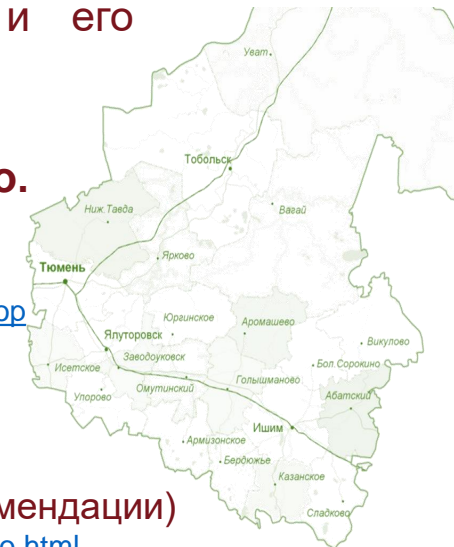 и его
Уват
Тобольск
о.
Ниж.Тавда
Вагай
Ярково
Тюмень
ор
Юргинское
Аромашево
Ялуторовск
Викулово
Заводоуковск
Бол.Сорокино
Исетское
Голышманово
Омутинский
Абатский
Упорово
Ишим
Армизонское
Бердюжье
Казанское
мендации)
Сладково
o.html